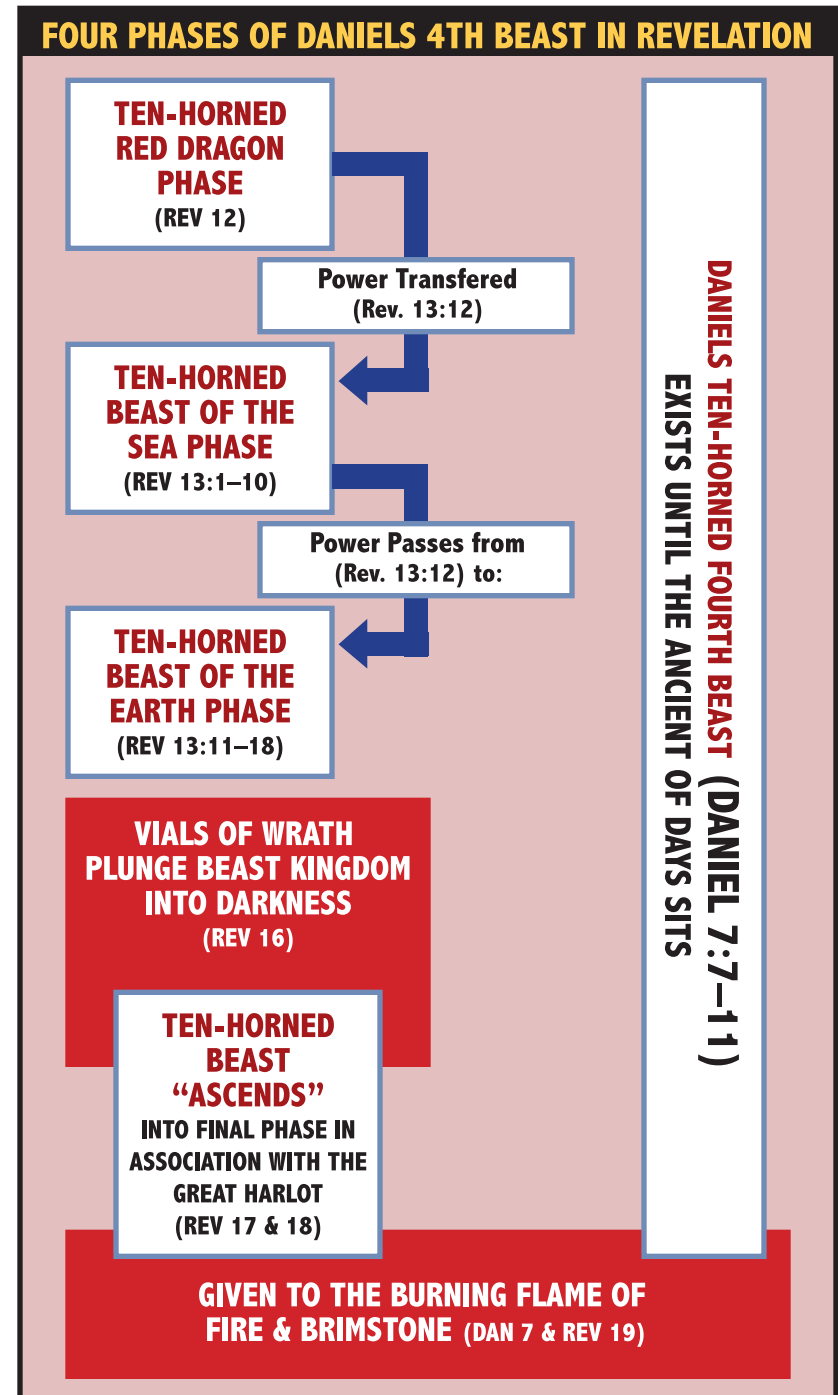 FOUR PHASES OF DANIELS 4TH BEAST IN REVELATION
TEN-HORNED
RED DRAGON
PHASE
(REV 12)
Power Transfered
(Rev. 13:12)
TEN-HORNED
BEAST OF THE
SEA PHASE
(REV 13:1–10)
Power Passes from
(Rev. 13:12) to:
TEN-HORNED
BEAST OF THE
EARTH PHASE
(REV 13:11–18)
VIALS OF WRATH
PLUNGE BEAST KINGDOM
INTO DARKNESS
(REV 16)
TEN-HORNED
BEAST
“ASCENDS”
INTO FINAL PHASE IN
ASSOCIATION WITH THE
GREAT HARLOT
(REV 17 & 18)
DANIELS TEN-HORNED FOURTH BEAST (DANIEL 7:7–11)
EXISTS UNTIL THE ANCIENT OF DAYS SITS
GIVEN TO THE BURNING FLAME OF
FIRE & BRIMSTONE (DAN 7 & REV 19)